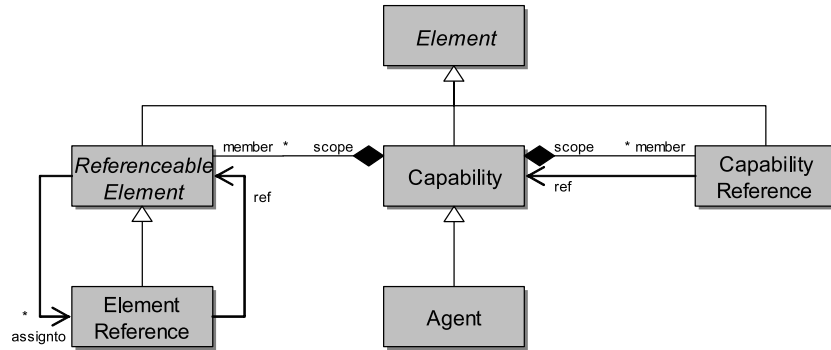 Element
member * scope
scope * member
Referenceable
Element
Capability
Capability
Reference
ref
ref
Element
Reference
Agent
*
assignto